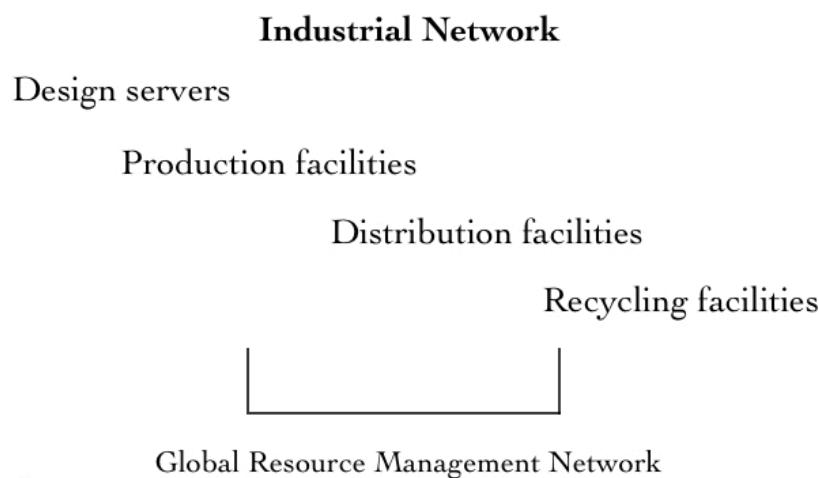 Industrial Network
Design servers
Production facilities
Distribution facilities
Recycling facilities
Global Resource Management Network